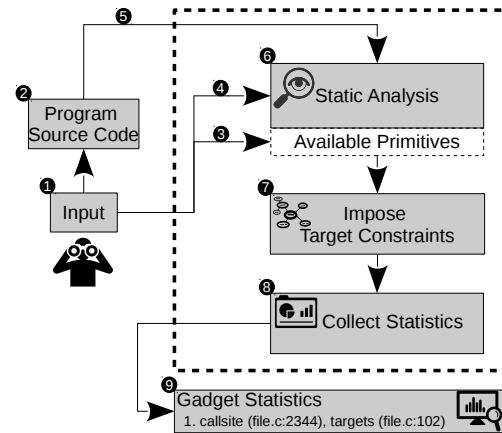 5
6
2
4
Static Analysis
Program
Source Code
3
Available Primitives
1
Input
7
Impose
Target Constraints
8
Collect Statistics
9
Gadget Statistics
1. callsite (file.c:2344), targets (file.c:102)